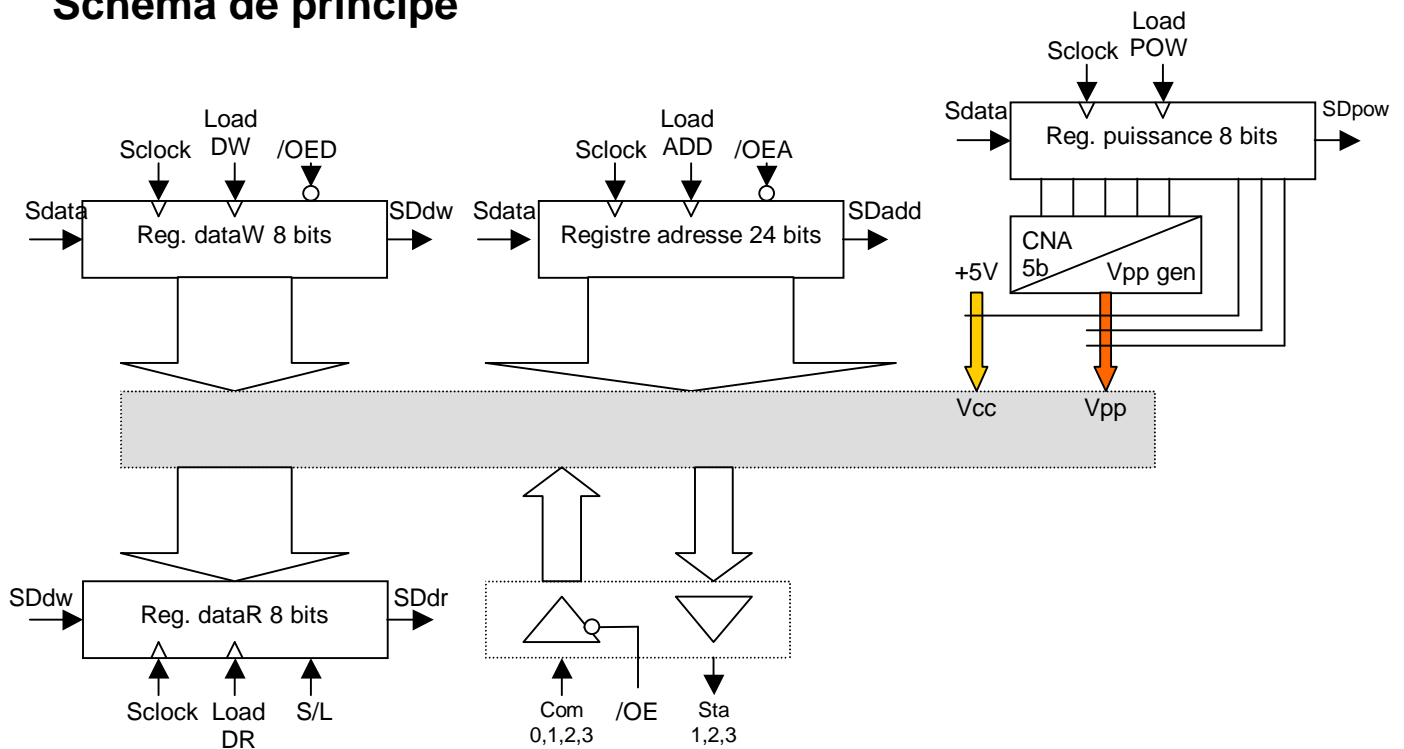 Schéma de principe
Load
POW
Sclock
Sdata
SDpow
Reg. puissance 8 bits
Load
DW
Sclock
/OED
Sdata
SDdw
Reg. dataW 8 bits
Load
ADD
Sclock
/OEA
Sdata
SDadd
Registre adresse 24 bits
CNA
5b
Vpp gen
+5V
Vcc
Vpp
SDdw
SDdr
Reg. dataR 8 bits
Sclock
Load
DR
S/L
Com
0,1,2,3
/OE
Sta
1,2,3